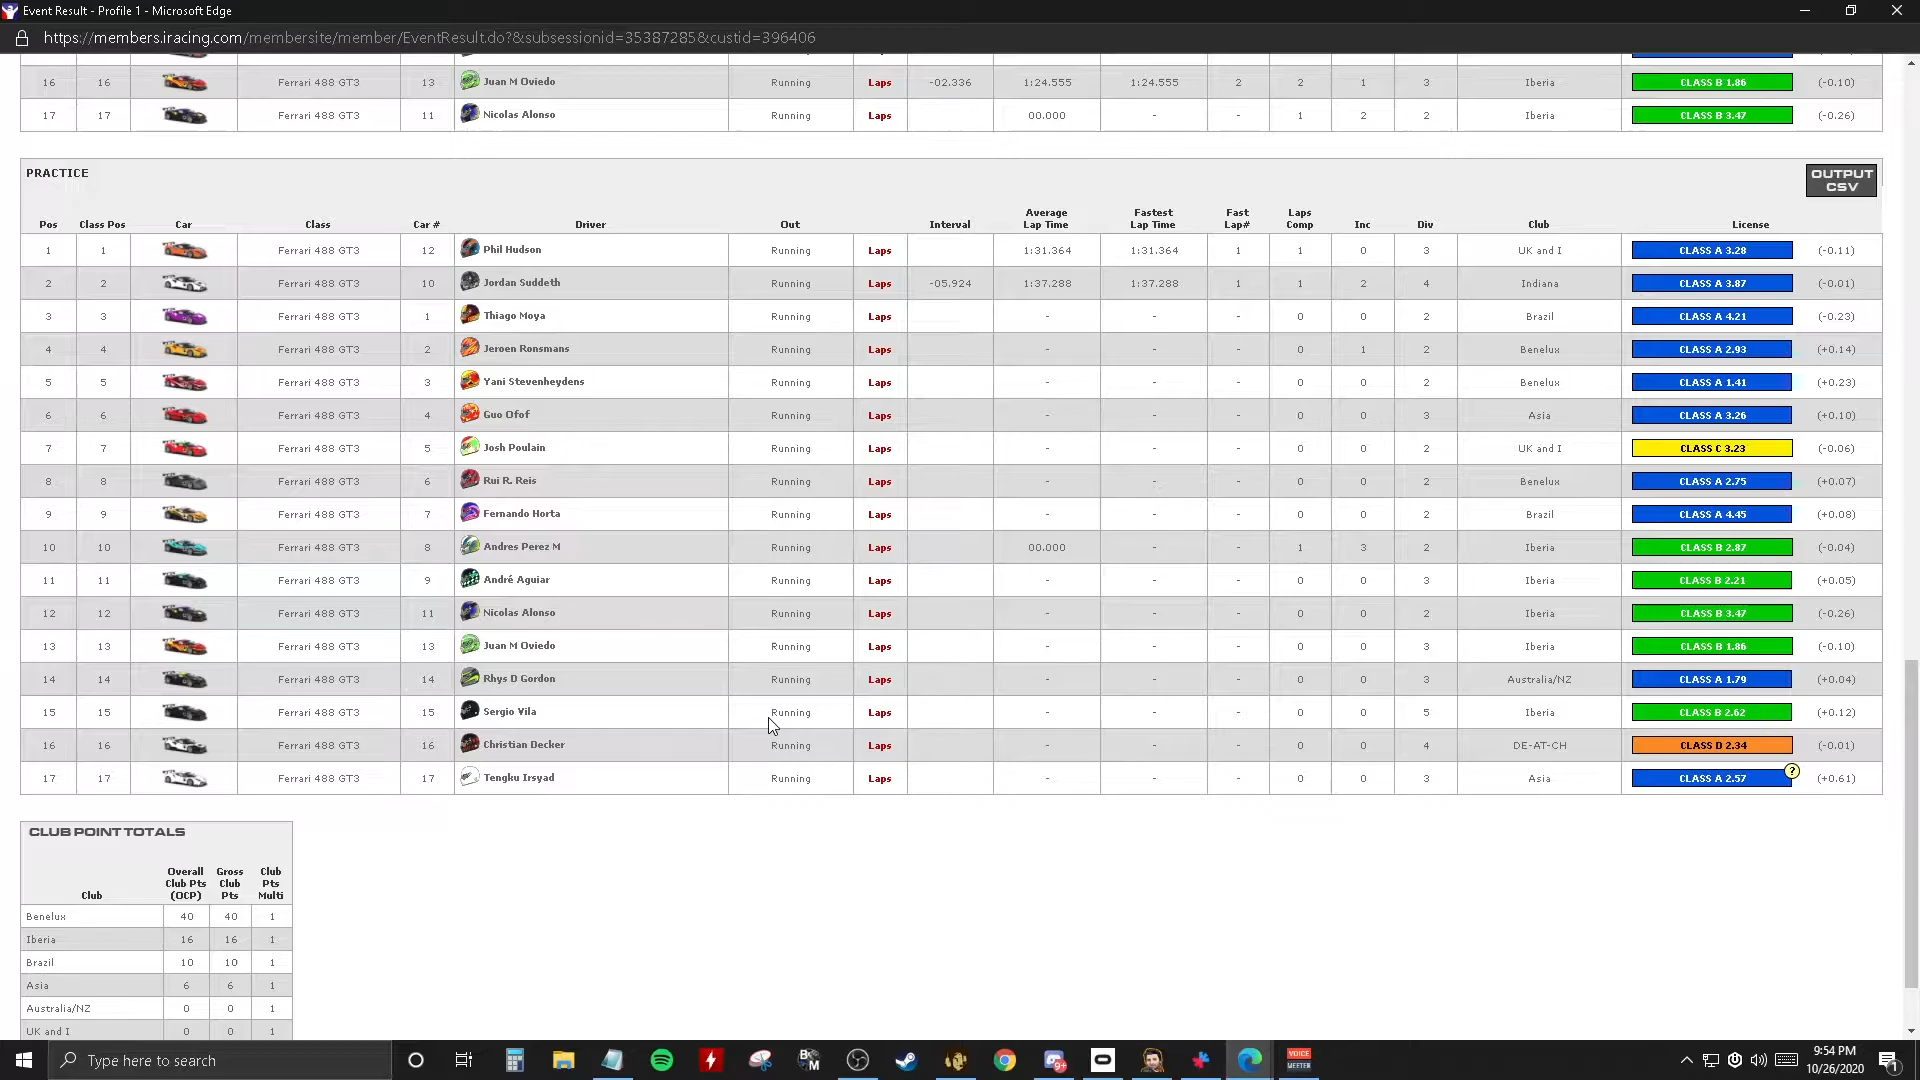 Event Result - Profile 1 - Microsoft Edge
https://members.iracing.com/membersite/member/EventResult.do?&subsessionid=35387285&custid=396406
16 16 Ferrari 488 GT3 13 Juan M Oviedo Running Laps -02.336 1:24.555 1:24.555 2 2 1 3 Iberia CLASS B 1.86 (-0.10)
17 17 Ferrari 488 GT3 11 Nicolas Alonso Running Laps 00.000 - - 1 2 2 Iberia CLASS B 3.47 (-0.26)
PRACTICE
OUTPUT CSV
Pos Class Pos Car Class Car # Driver Out Interval Average Lap Time Fastest Lap Time Fast Lap# Laps Comp Inc Div Club License
1 1 Ferrari 488 GT3 12 Phil Hudson Running Laps 1:31.364 1:31.364 1 1 0 3 UK and I CLASS A 3.28 (-0.11)
2 2 Ferrari 488 GT3 10 Jordan Suddeth Running Laps -05.924 1:37.288 1:37.288 1 1 2 4 Indiana CLASS A 3.87 (-0.01)
3 3 Ferrari 488 GT3 1 Thiago Moya Running Laps - - - 0 0 2 Brazil CLASS A 4.21 (-0.23)
4 4 Ferrari 488 GT3 2 Jeroen Ronsmans Running Laps - - - 0 1 2 Benelux CLASS A 2.93 (+0.14)
5 5 Ferrari 488 GT3 3 Yani Stevenheydens Running Laps - - - 0 0 2 Benelux CLASS A 1.41 (+0.23)
6 6 Ferrari 488 GT3 4 Guo Ofof Running Laps - - - 0 0 3 Asia CLASS A 3.26 (+0.10)
7 7 Ferrari 488 GT3 5 Josh Poulain Running Laps - - - 0 0 2 UK and I CLASS C 3.23 (-0.06)
8 8 Ferrari 488 GT3 6 Rui R. Reis Running Laps - - - 0 0 2 Benelux CLASS A 2.75 (+0.07)
9 9 Ferrari 488 GT3 7 Fernando Horta Running Laps - - - 0 0 2 Brazil CLASS A 4.45 (+0.08)
10 10 Ferrari 488 GT3 8 Andres Perez M Running Laps 00.000 - - 1 3 2 Iberia CLASS B 2.87 (-0.04)
11 11 Ferrari 488 GT3 9 André Aguiar Running Laps - - - 0 0 3 Iberia CLASS B 2.21 (+0.05)
12 12 Ferrari 488 GT3 11 Nicolas Alonso Running Laps - - - 0 0 2 Iberia CLASS B 3.47 (-0.26)
13 13 Ferrari 488 GT3 13 Juan M Oviedo Running Laps - - - 0 0 3 Iberia CLASS B 1.86 (-0.10)
14 14 Ferrari 488 GT3 14 Rhys D Gordon Running Laps - - - 0 0 3 Australia/NZ CLASS A 1.79 (+0.04)
15 15 Ferrari 488 GT3 15 Sergio Vila Running Laps - - - 0 0 5 Iberia CLASS B 2.62 (+0.12)
16 16 Ferrari 488 GT3 16 Christian Decker Running Laps - - - 0 0 4 DE-AT-CH CLASS D 2.34 (-0.01)
17 17 Ferrari 488 GT3 17 Tengku Irsyad Running Laps - - - 0 0 3 Asia CLASS A 2.57 ? (+0.61)
CLUB POINT TOTALS
Club Overall Club Pts (OCP) Gross Club Pts Club Pts Multi
Benelux 40 40 1
Iberia 16 16 1
Brazil 10 10 1
Asia 6 6 1
Australia/NZ 0 0 1
UK and I 0 0 1
Type here to search
VOICE MEETER
9:54 PM
10/26/2020